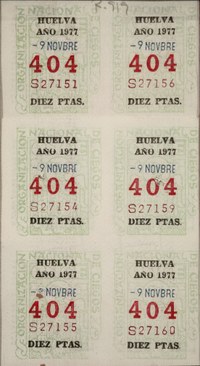 K-919
HUELVA
AÑO 1977
-9 NOVBRE
404
S27151
DIEZ PTAS.
HUELVA
AÑO 1977
-9 NOVBRE
404
S27156
DIEZ PTAS.
HUELVA
AÑO 1977
-9 NOVBRE
404
S27154
DIEZ PTAS.
HUELVA
AÑO 1977
-9 NOVBRE
404
S27159
DIEZ PTAS.
HUELVA
AÑO 1977
-9 NOVBRE
404
S27155
DIEZ PTAS.
HUELVA
AÑO 1977
-9 NOVBRE
404
S27160
DIEZ PTAS.